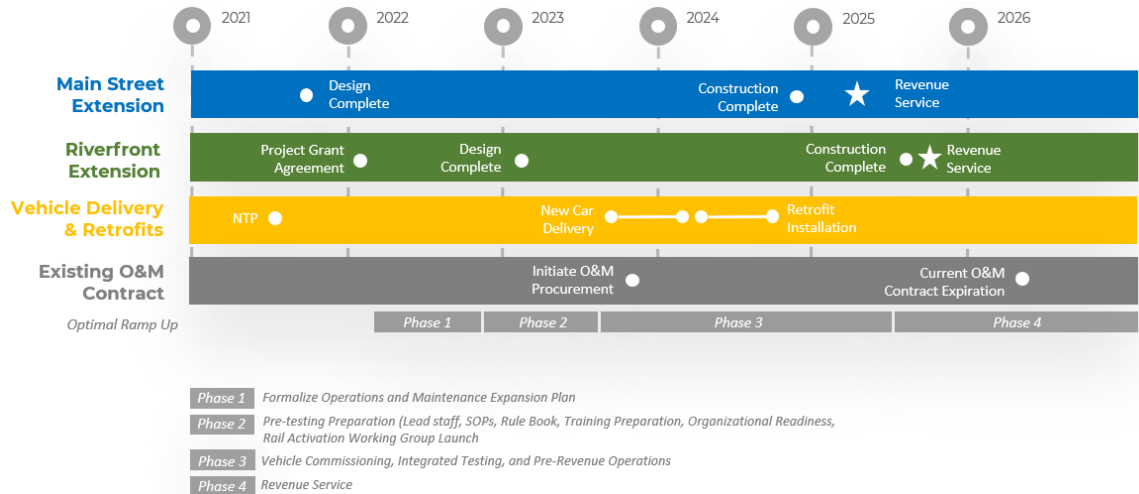 2021
2022
2023
2024
2025
2026
Main Street
Extension
Design
Complete
Construction
Complete
Revenue
Service
Riverfront
Extension
Project Grant
Agreement
Design
Complete
Construction
Complete
Revenue
Service
Vehicle Delivery
& Retrofits
NTP
New Car
Delivery
Retrofit
Installation
Existing O&M
Contract
Initiate O&M
Procurement
Current O&M
Contract Expiration
Optimal Ramp Up
Phase 1
Phase 2
Phase 3
Phase 4
Phase 1
Formalize Operations and Maintenance Expansion Plan
Phase 2
Pre-testing Preparation (Lead staff, SOPs, Rule Book, Training Preparation, Organizational Readiness,
Rail Activation Working Group Launch
Phase 3
Vehicle Commissioning, Integrated Testing, and Pre-Revenue Operations
Phase 4
Revenue Service